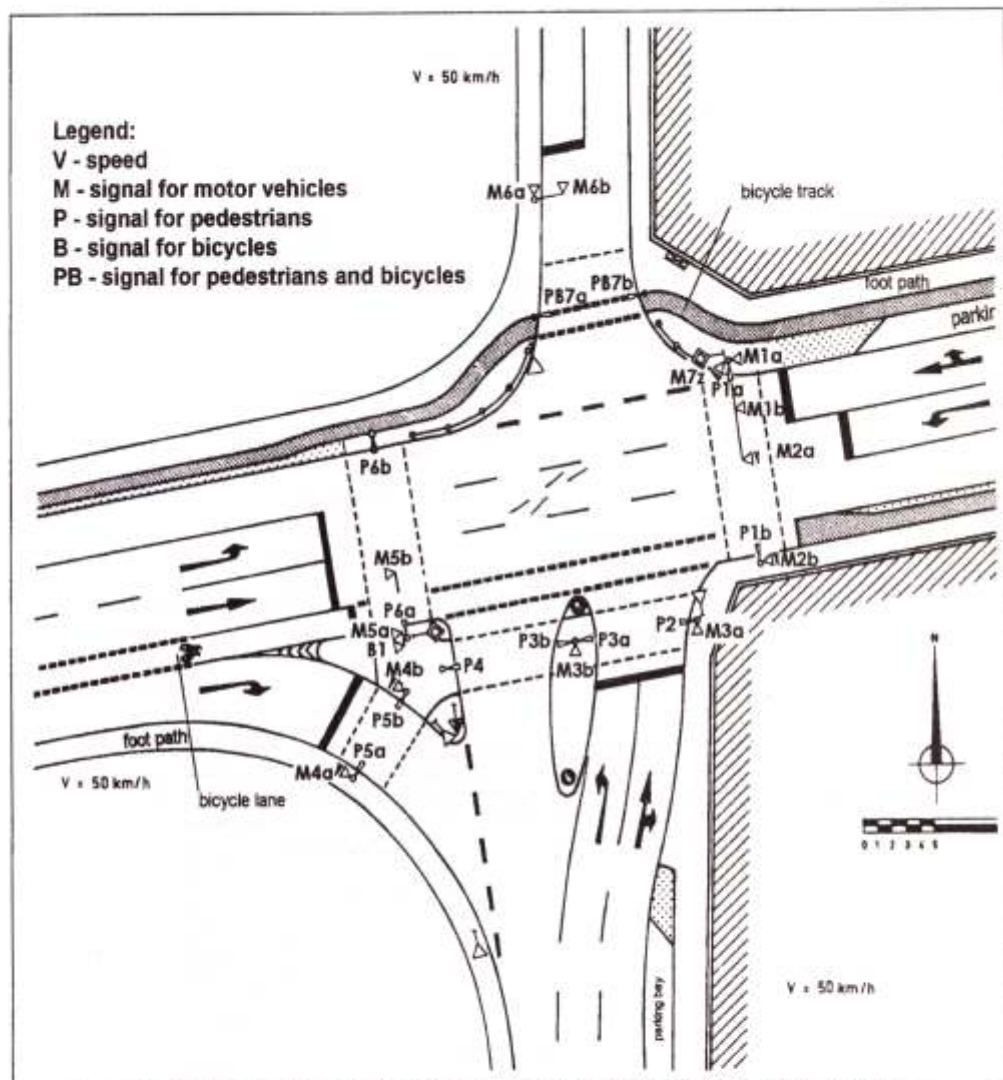 V = 50 km/h
Legend:
V - speed
M - signal for motor vehicles
P - signal for pedestrians
B - signal for bicycles
PB - signal for pedestrians and bicycles
M6a
M6b
bicycle track
PB7a
PB7b
foot path
parkin
M1a
M7z
P1a
M1b
M2a
P6b
P1b
M2b
M5b
P6a
M5a
B1
P2
M3a
P3b
P3a
M3b
P4
M4b
P5b
N
foot path
P5a
M4a
V = 50 km/h
bicycle lane
0 1 2 3 4 5
parking bay
V = 50 km/h